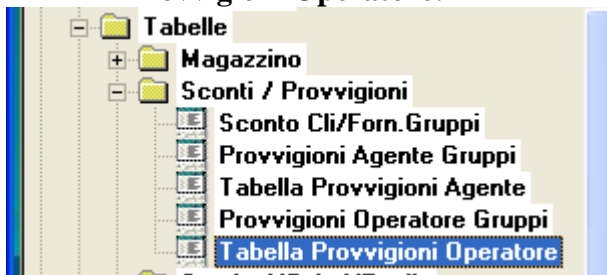 Tabelle
Magazzino
Sconti / Provvigioni
Sconto Cli/Forn.Gruppi
Provvigioni Agente Gruppi
Tabella Provvigioni Agente
Provvigioni Operatore Gruppi
Tabella Provvigioni Operatore